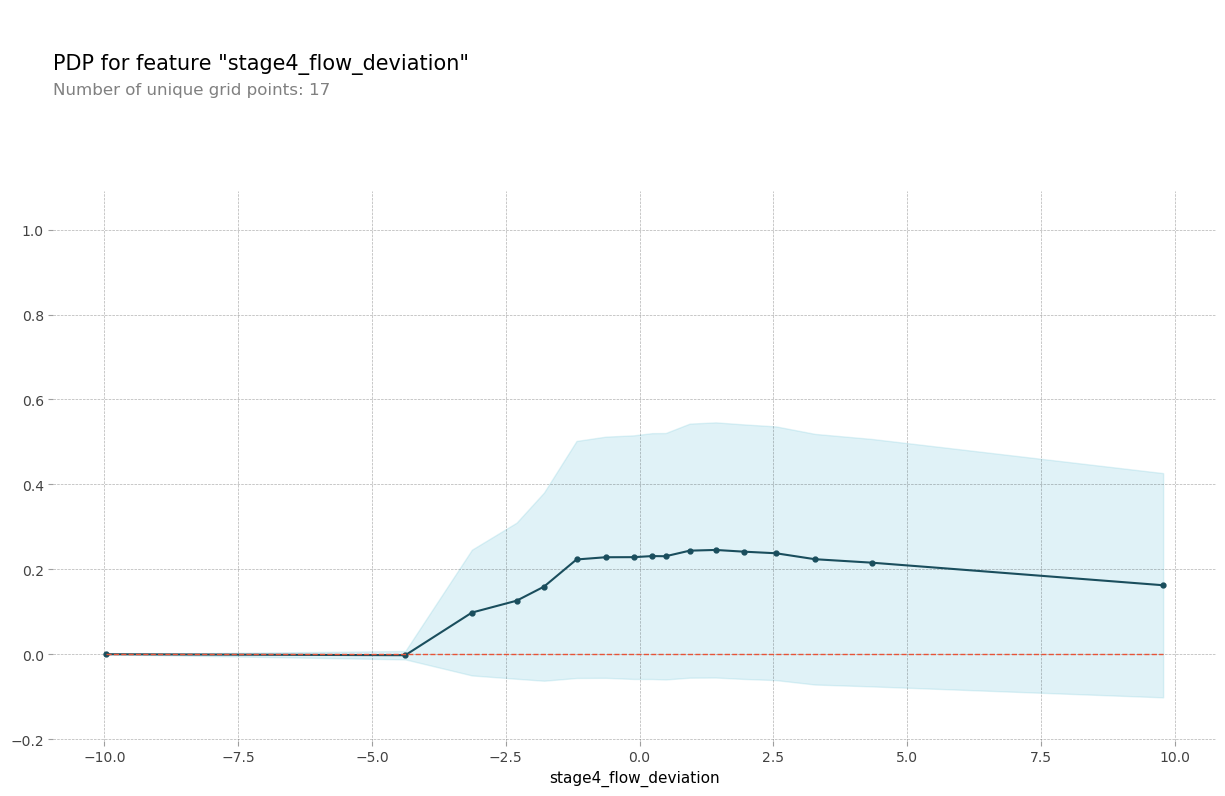 PDP for feature "stage4_flow_deviation"
Number of unique grid points: 17
1.0
0.8
0.6
0.4
0.2
0.0
−0.2
−10.0 −7.5 −5.0 −2.5 0.0 2.5 5.0 7.5 10.0
stage4_flow_deviation